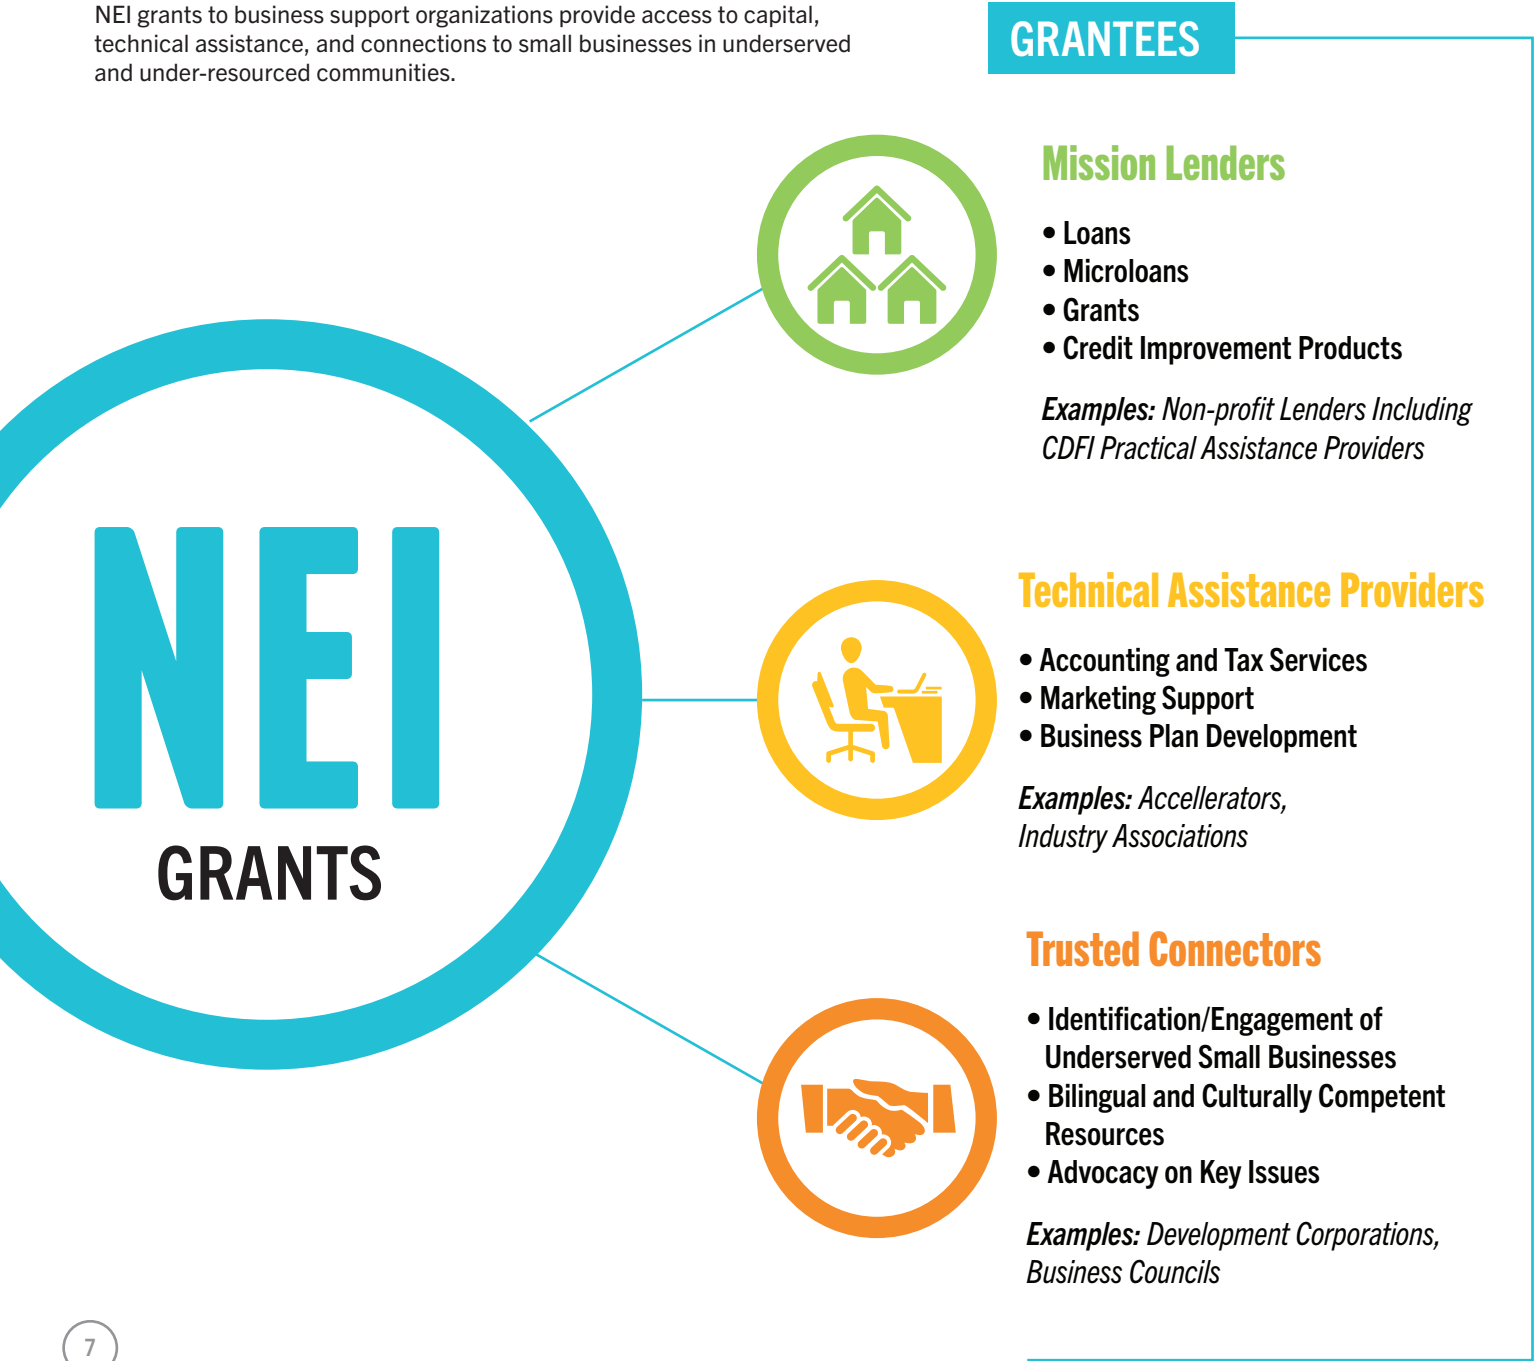 NEI grants to business support organizations provide access to capital,
technical assistance, and connections to small businesses in underserved
and under-resourced communities.
GRANTEES
Mission Lenders
• Loans
• Microloans
• Grants
• Credit Improvement Products
Examples: Non-profit Lenders Including
CDFI Practical Assistance Providers
NEI
GRANTS
Technical Assistance Providers
• Accounting and Tax Services
• Marketing Support
• Business Plan Development
Examples: Accellerators,
Industry Associations
Trusted Connectors
• Identification/Engagement of
Underserved Small Businesses
• Bilingual and Culturally Competent
Resources
• Advocacy on Key Issues
Examples: Development Corporations,
Business Councils
7